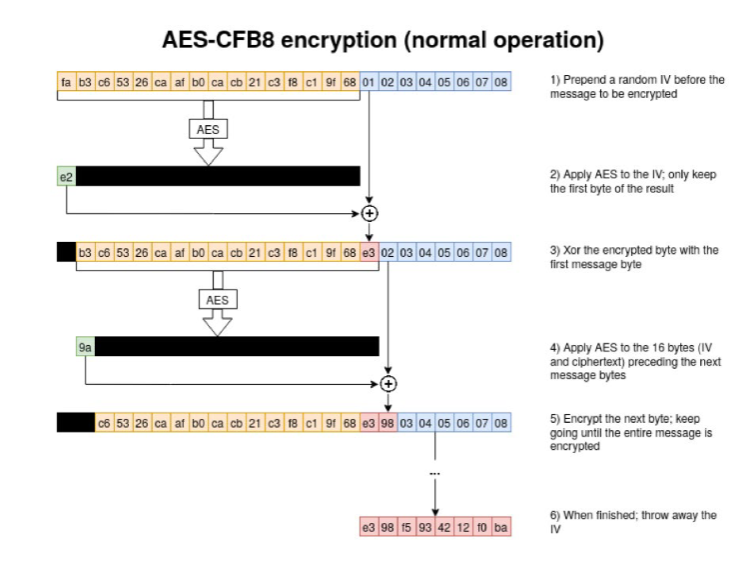 AES-CFB8 encryption (normal operation)
fa b3 c6 53 26 ca af b0 ca cb 21 c3 f8 c1 9f 68 01 02 03 04 05 06 07 08
1) Prepend a random IV before the
message to be encrypted
AES
e2
2) Apply AES to the IV; only keep
the first byte of the result
b3 c6 53 26 ca af b0 ca cb 21 c3 f8 c1 9f 68 e3 02 03 04 05 06 07 08
3) Xor the encrypted byte with the
first message byte
AES
9a
4) Apply AES to the 16 bytes (IV
and ciphertext) preceding the next
message bytes
c6 53 26 ca af b0 ca cb 21 c3 f8 c1 9f 68 e3 98 03 04 05 06 07 08
5) Encrypt the next byte; keep
going until the entire message is
encrypted
...
e3 98 f5 93 42 12 f0 ba
6) When finished; throw away the
IV